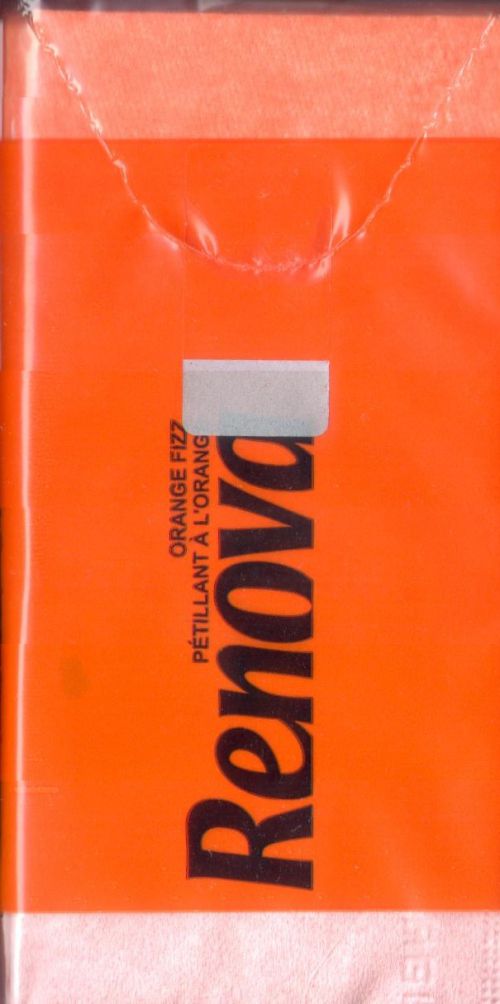 ORANGE FIZZ
PÉTILLANT À L'ORANG
Renova